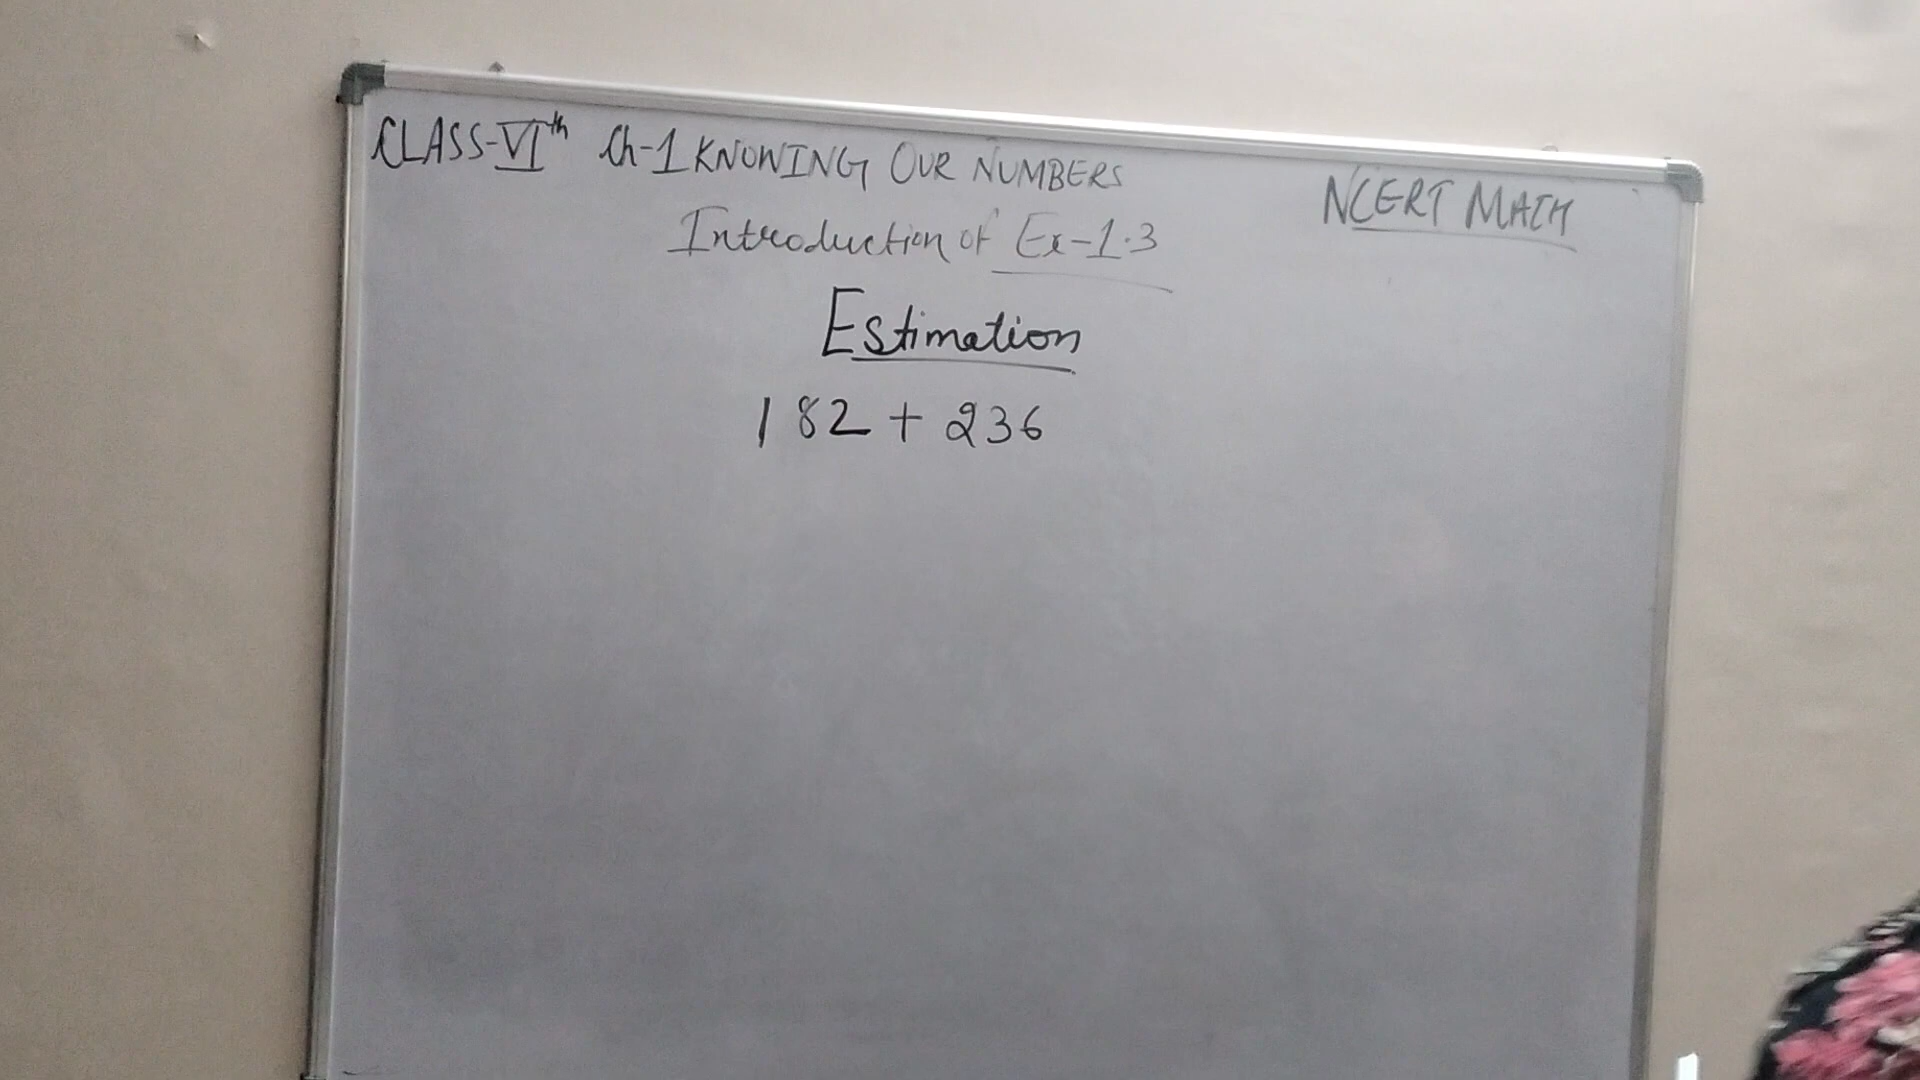 CLASS-VIth Ch-1 KNOWING OUR NUMBERS
NCERT MATH
Introduction of Ex-1.3
Estimation
182 + 236